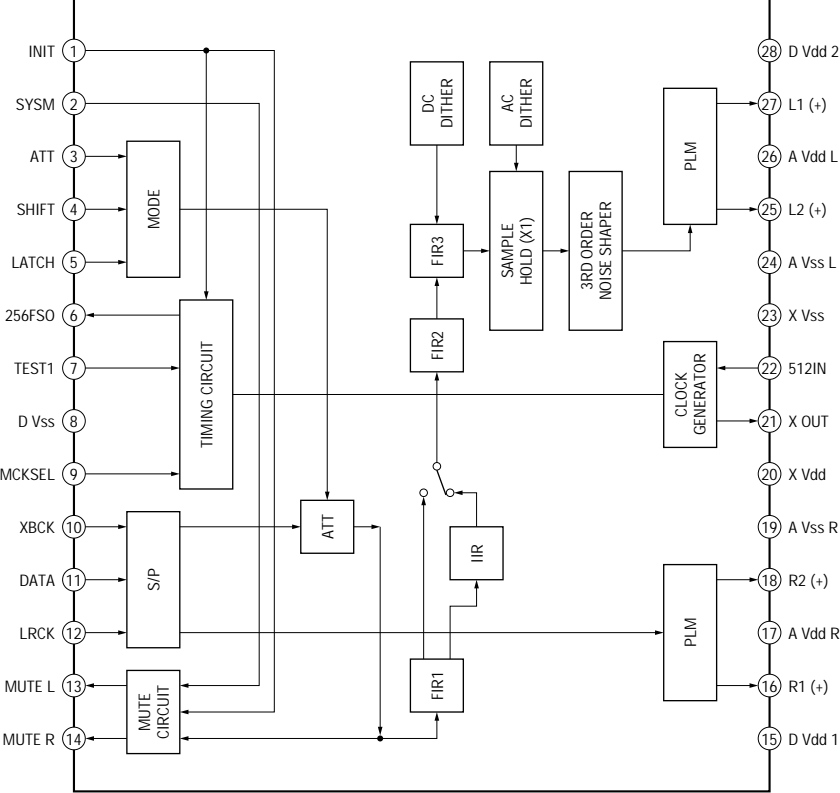 INIT 1
SYSM 2
ATT 3
SHIFT 4
LATCH 5
256FSO 6
TEST1 7
D Vss 8
MCKSEL 9
XBCK 10
DATA 11
LRCK 12
MUTE L 13
MUTE R 14
MODE
TIMING CIRCUIT
S/P
MUTE
CIRCUIT
ATT
DC
DITHER
AC
DITHER
FIR3
FIR2
IIR
FIR1
SAMPLE
HOLD (X1)
3RD ORDER
NOISE SHAPER
PLM
CLOCK
GENERATOR
PLM
28 D Vdd 2
27 L1 (+)
26 A Vdd L
25 L2 (+)
24 A Vss L
23 X Vss
22 512IN
21 X OUT
20 X Vdd
19 A Vss R
18 R2 (+)
17 A Vdd R
16 R1 (+)
15 D Vdd 1